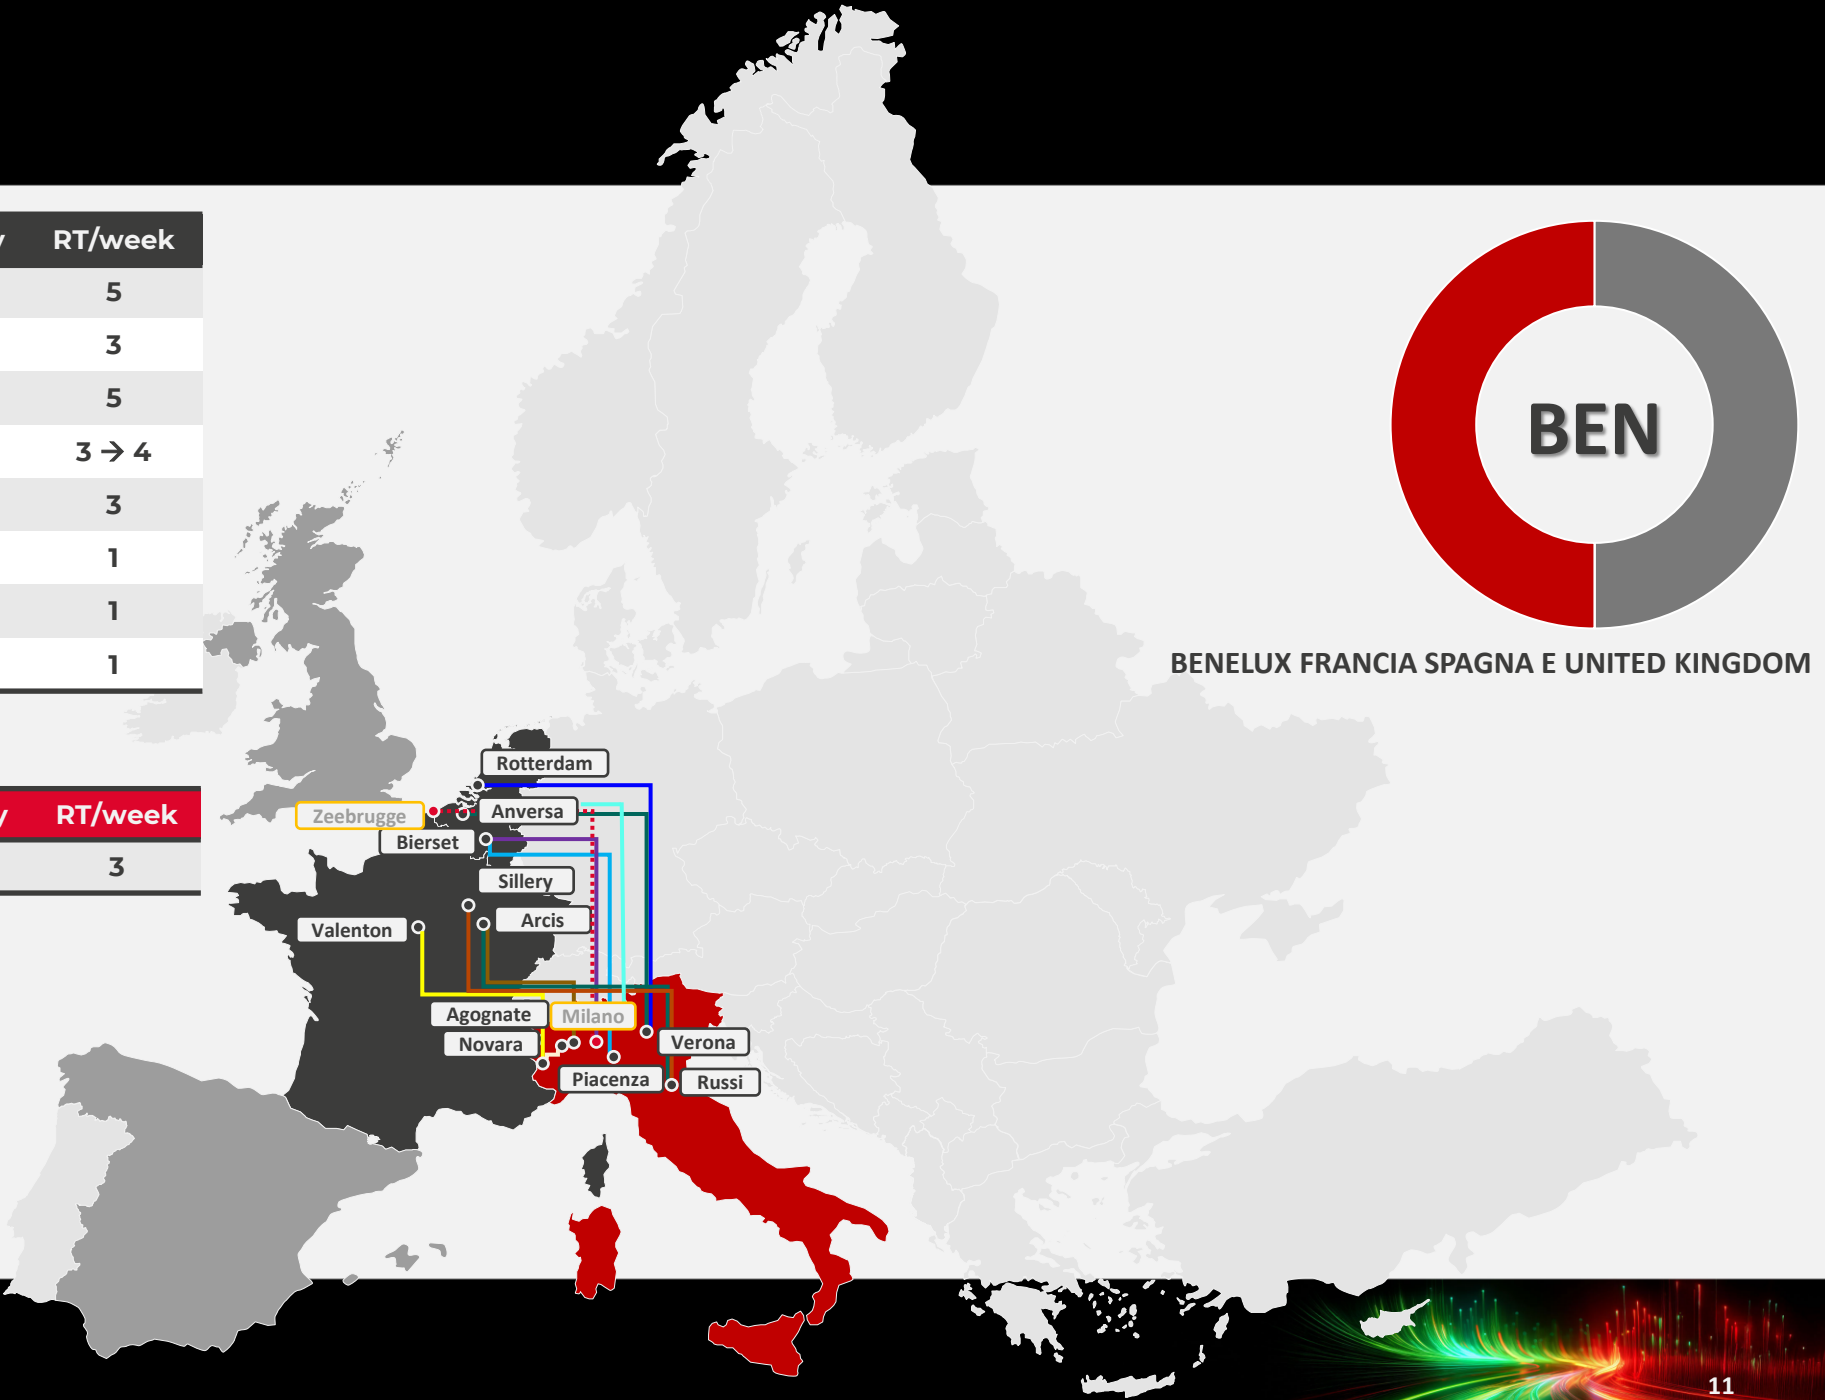 y RT/week
5
3
5
3 → 4
3
1
1
1
y RT/week
3
BEN
BENELUX FRANCIA SPAGNA E UNITED KINGDOM
Rotterdam
Zeebrugge
Anversa
Bierset
Sillery
Arcis
Valenton
Agognate
Milano
Novara
Verona
Piacenza
Russi
11